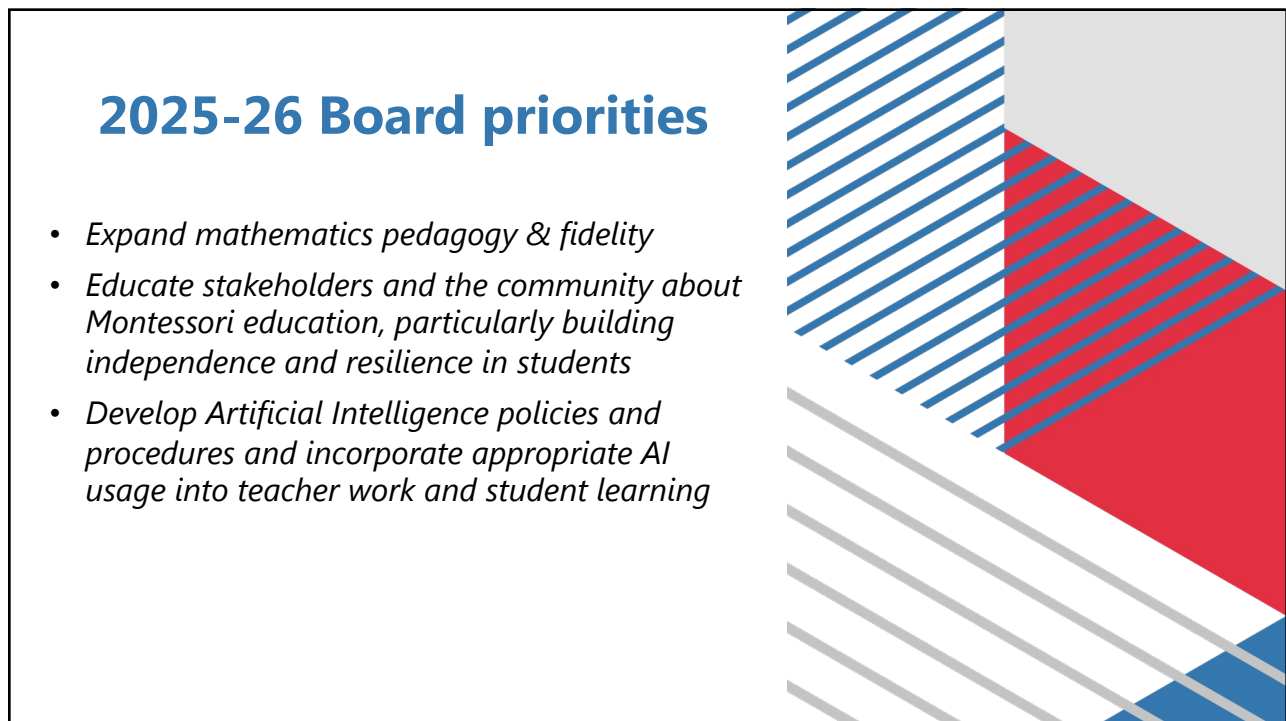 2025-26 Board priorities
• Expand mathematics pedagogy & fidelity
• Educate stakeholders and the community about
Montessori education, particularly building
independence and resilience in students
• Develop Artificial Intelligence policies and
procedures and incorporate appropriate AI
usage into teacher work and student learning